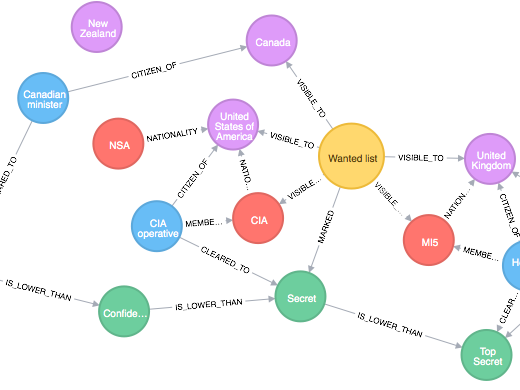 New
Zealand
Canada
CITIZEN_OF
Canadian
minister
VISIBLE_TO
United
States of
America
NSA
NATIONALITY
VISIBLE_TO
Wanted list
VISIBLE_TO
United
Kingdom
ARED_TO
CITIZEN_OF
NATIO…
VISIBLE…
VISIBLE…
NATION…
CIA
operative
MEMBE…
CIA
MARKED
MI5
MEMBE…
CITIZEN_OF
He
CLEARED_TO
IS_LOWER_THAN
Confide…
IS_LOWER_THAN
Secret
IS_LOWER_THAN
CLEAR…
Top
Secret